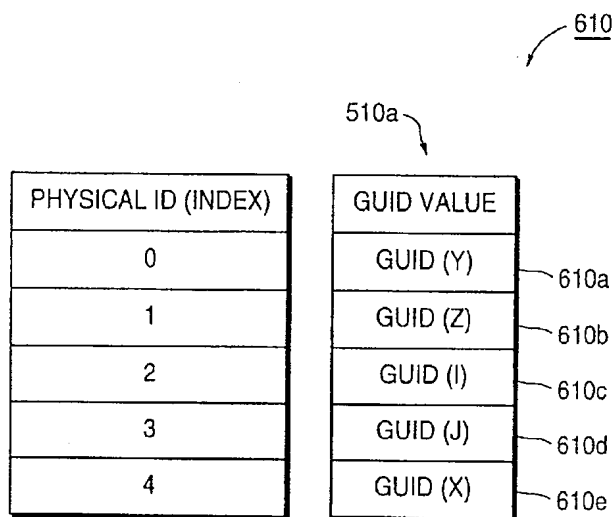 610
510a
PHYSICAL ID (INDEX) GUID VALUE
0 GUID (Y) 610a
1 GUID (Z) 610b
2 GUID (I) 610c
3 GUID (J) 610d
4 GUID (X) 610e